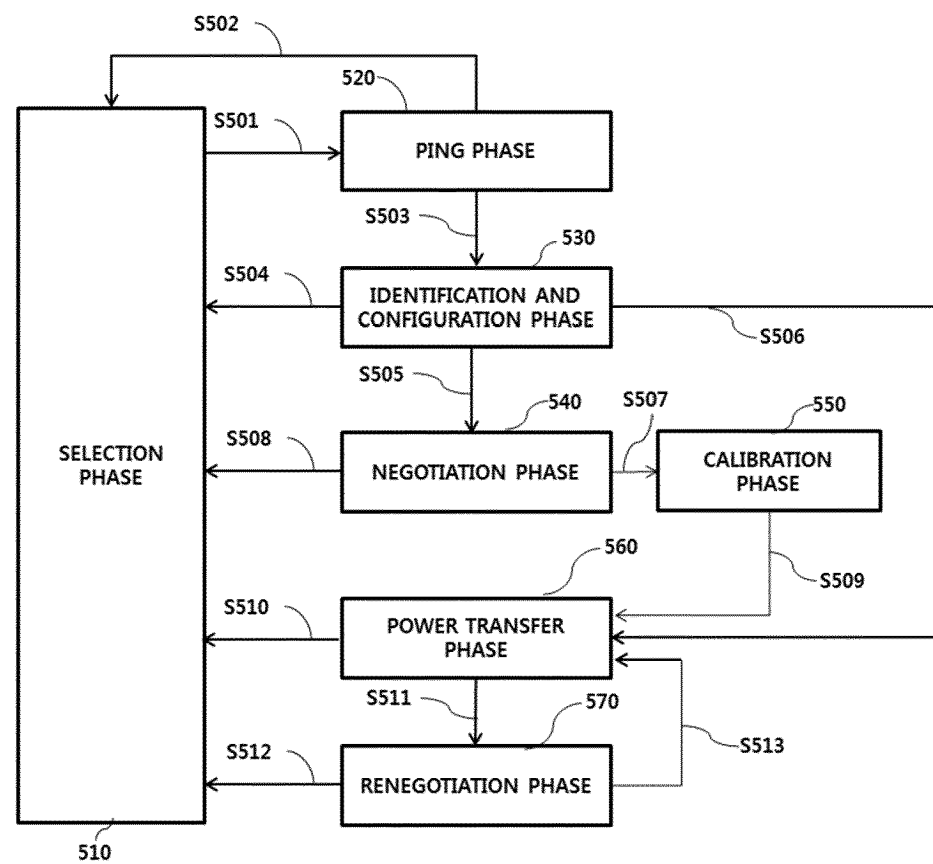 S502
520
S501
PING PHASE
S503
530
S504
IDENTIFICATION AND
CONFIGURATION PHASE
S506
S505
540
S507
550
S508
SELECTION
PHASE
NEGOTIATION PHASE
CALIBRATION
PHASE
560
S509
S510
POWER TRANSFER
PHASE
S511
570
S513
S512
RENEGOTIATION PHASE
510